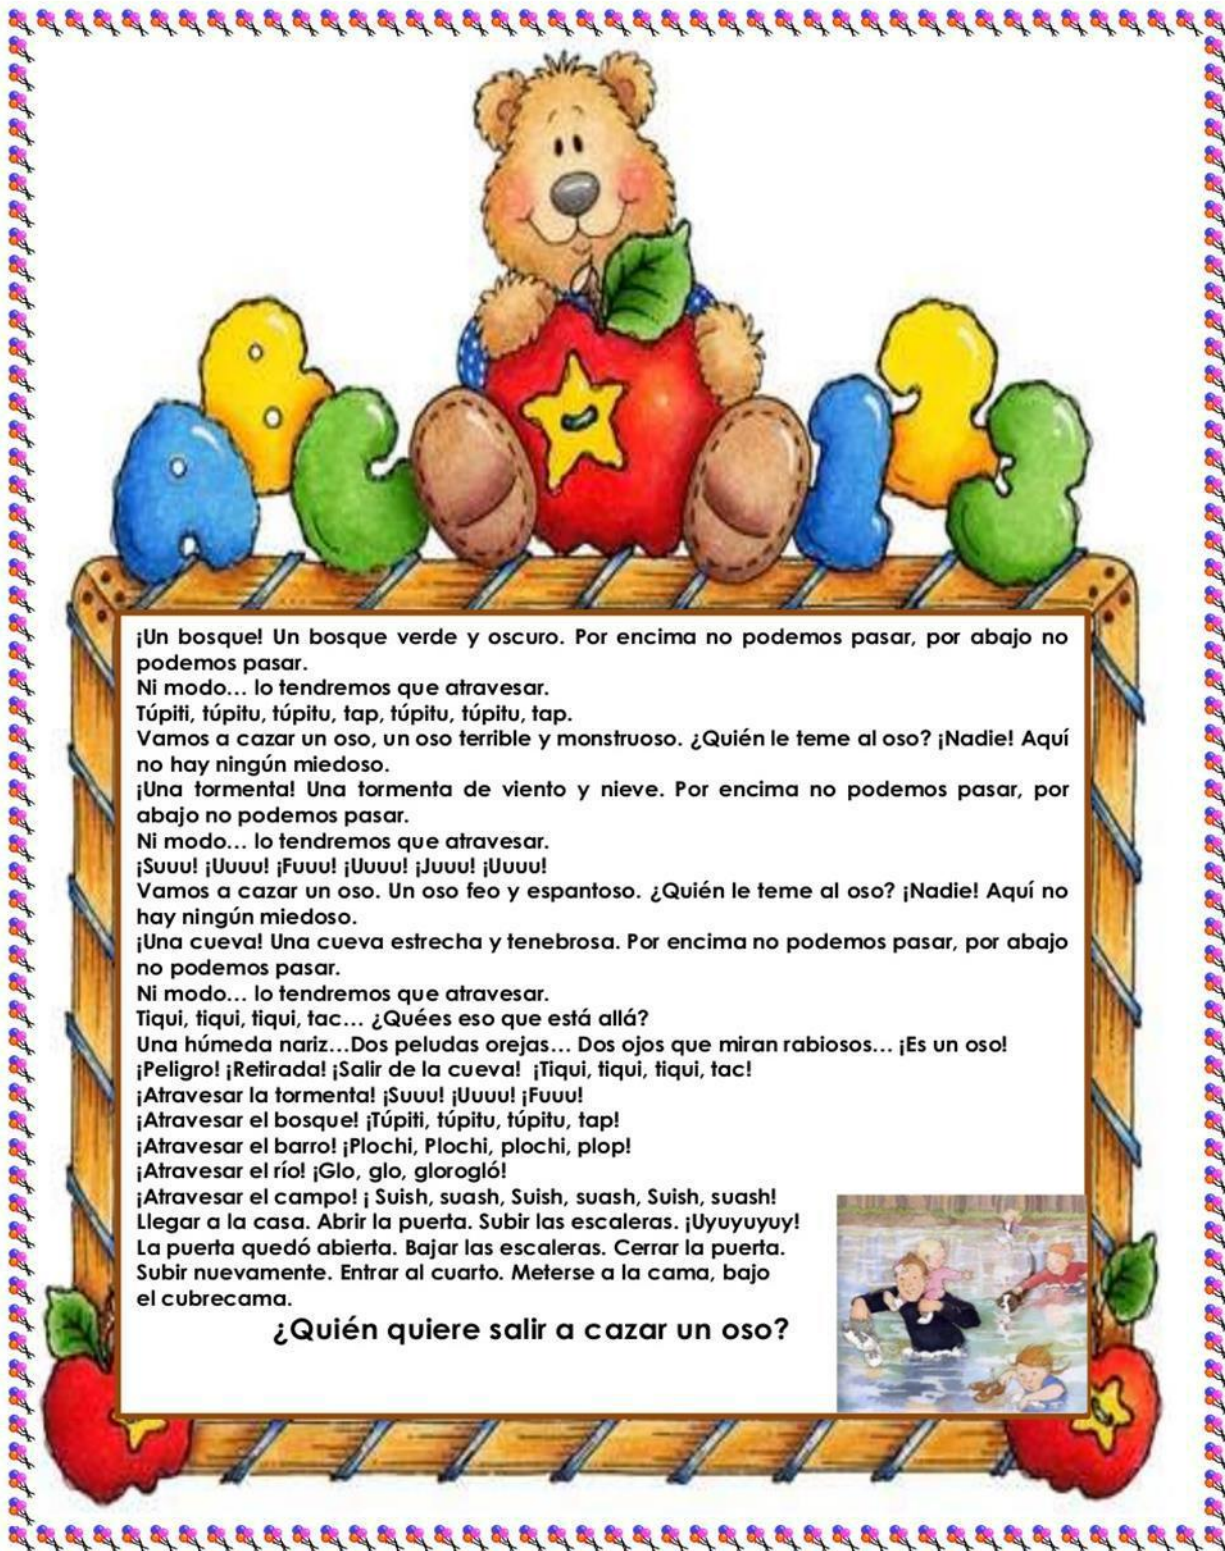 A B C 1 2 3
¡Un bosque! Un bosque verde y oscuro. Por encima no podemos pasar, por abajo no
podemos pasar.
Ni modo... lo tendremos que atravesar.
Túpiti, túpitu, túpitu, tap, túpitu, túpitu, tap.
Vamos a cazar un oso, un oso terrible y monstruoso. ¿Quién le teme al oso? ¡Nadie! Aquí
no hay ningún miedoso.
¡Una tormenta! Una tormenta de viento y nieve. Por encima no podemos pasar, por
abajo no podemos pasar.
Ni modo... lo tendremos que atravesar.
¡Suuu! ¡Uuuu! ¡Fuuu! ¡Uuuu! ¡Juuu! ¡Uuuu!
Vamos a cazar un oso. Un oso feo y espantoso. ¿Quién le teme al oso? ¡Nadie! Aquí no
hay ningún miedoso.
¡Una cueva! Una cueva estrecha y tenebrosa. Por encima no podemos pasar, por abajo
no podemos pasar.
Ni modo... lo tendremos que atravesar.
Tiqui, tiqui, tiqui, tac... ¿Quées eso que está allá?
Una húmeda nariz...Dos peludas orejas... Dos ojos que miran rabiosos... ¡Es un oso!
¡Peligro! ¡Retirada! ¡Salir de la cueva! ¡Tiqui, tiqui, tiqui, tac!
¡Atravesar la tormenta! ¡Suuu! ¡Uuuu! ¡Fuuu!
¡Atravesar el bosque! ¡Túpiti, túpitu, túpitu, tap!
¡Atravesar el barro! ¡Plochi, Plochi, plochi, plop!
¡Atravesar el río! ¡Glo, glo, glorogló!
¡Atravesar el campo! ¡ Suish, suash, Suish, suash, Suish, suash!
Llegar a la casa. Abrir la puerta. Subir las escaleras. ¡Uyuyuyuy!
La puerta quedó abierta. Bajar las escaleras. Cerrar la puerta.
Subir nuevamente. Entrar al cuarto. Meterse a la cama, bajo
el cubrecama.
¿Quién quiere salir a cazar un oso?